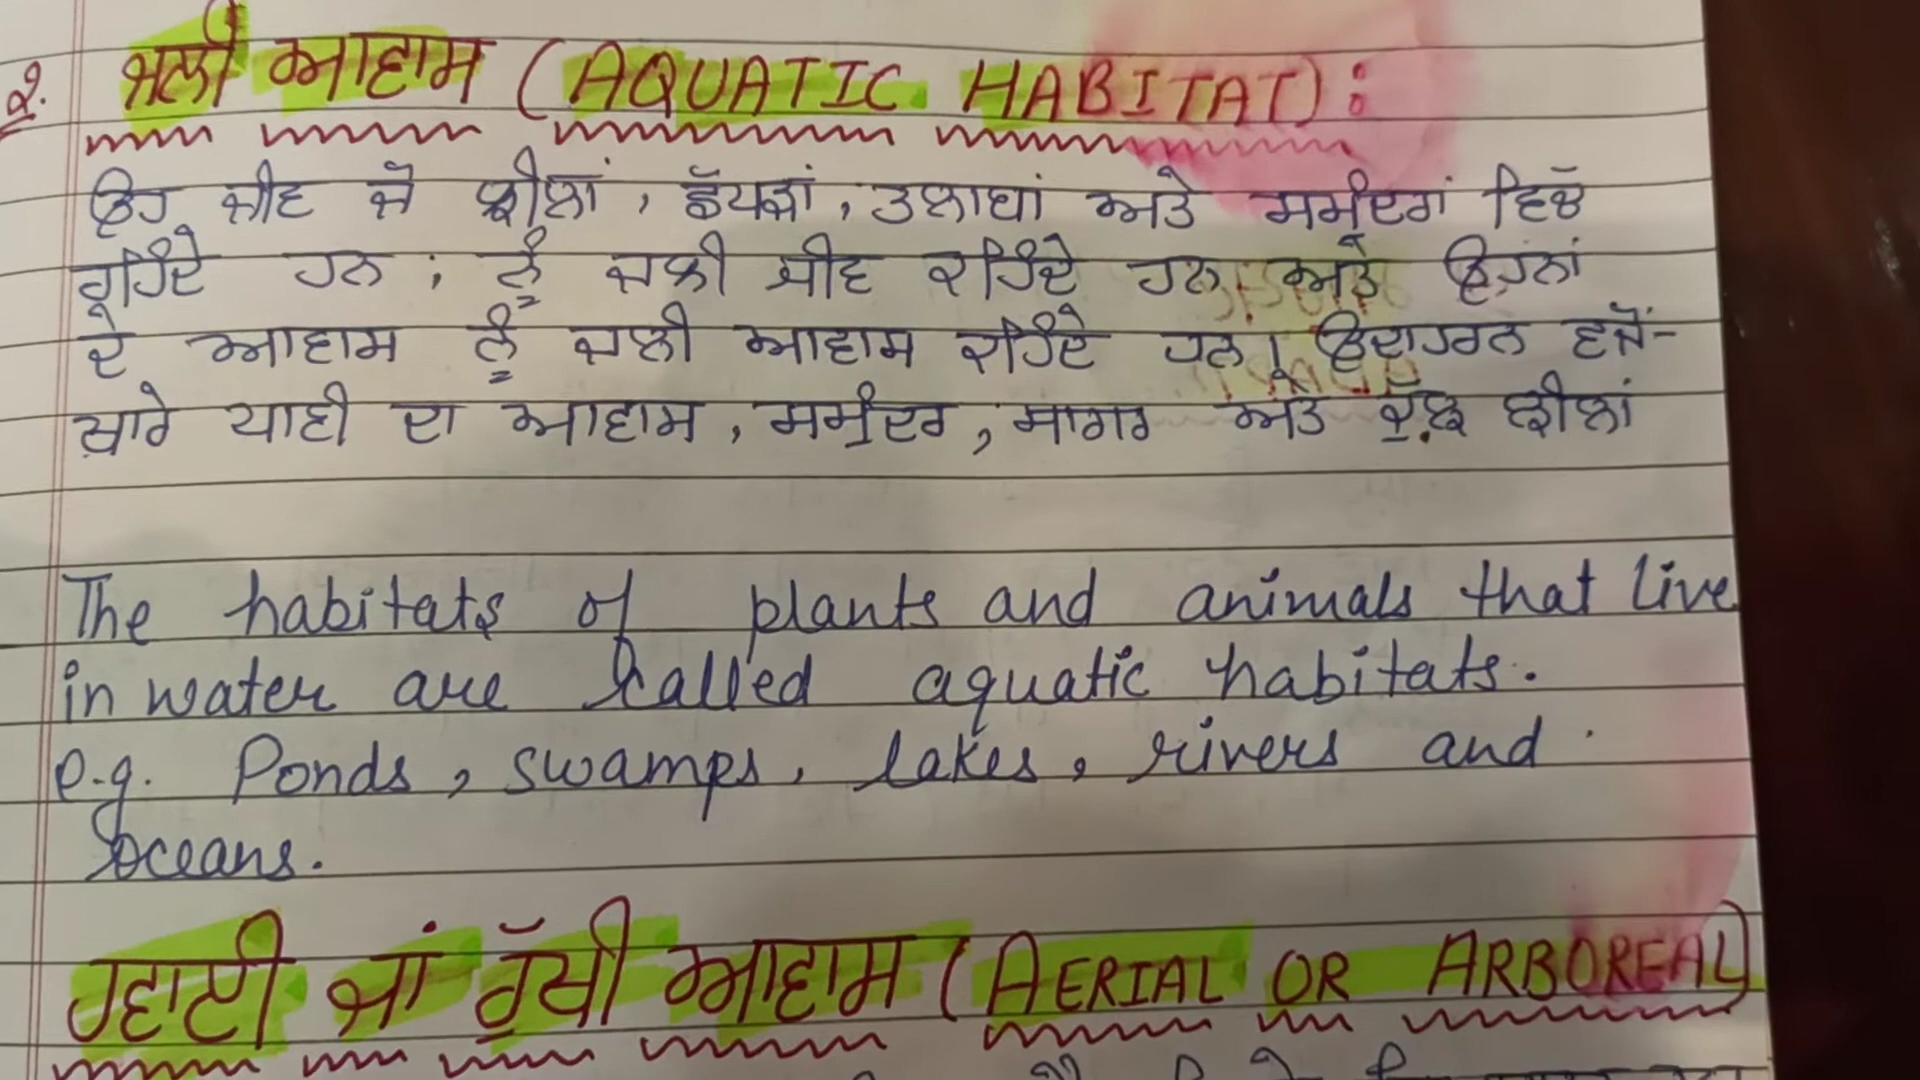 2. ਜਲੀ ਆਵਾਸ (AQUATIC HABITAT):
ਉਹ ਜੀਵ ਜੋ ਝੀਲਾਂ, ਛੱਪੜਾਂ, ਤਲਾਬਾਂ ਅਤੇ ਸਮੁੰਦਰਾਂ ਵਿੱਚ
ਰਹਿੰਦੇ ਹਨ, ਨੂੰ ਜਲੀ ਜੀਵ ਕਹਿੰਦੇ ਹਨ ਅਤੇ ਉਹਨਾਂ
ਦੇ ਆਵਾਸ ਨੂੰ ਜਲੀ ਆਵਾਸ ਕਹਿੰਦੇ ਹਨ। ਉਦਾਹਰਨ ਵਜੋਂ-
ਖ਼ਾਰੇ ਪਾਣੀ ਦਾ ਆਵਾਸ, ਸਮੁੰਦਰ, ਸਾਗਰ ਅਤੇ ਕੁੱਛ ਝੀਲਾਂ
The habitats of plants and animals that live
in water are called aquatic habitats.
e.g. Ponds, swamps, lakes, rivers and
oceans.
ਹਵਾਈ ਜਾਂ ਰੁੱਖੀ ਆਵਾਸ (AERIAL OR ARBOREAL)